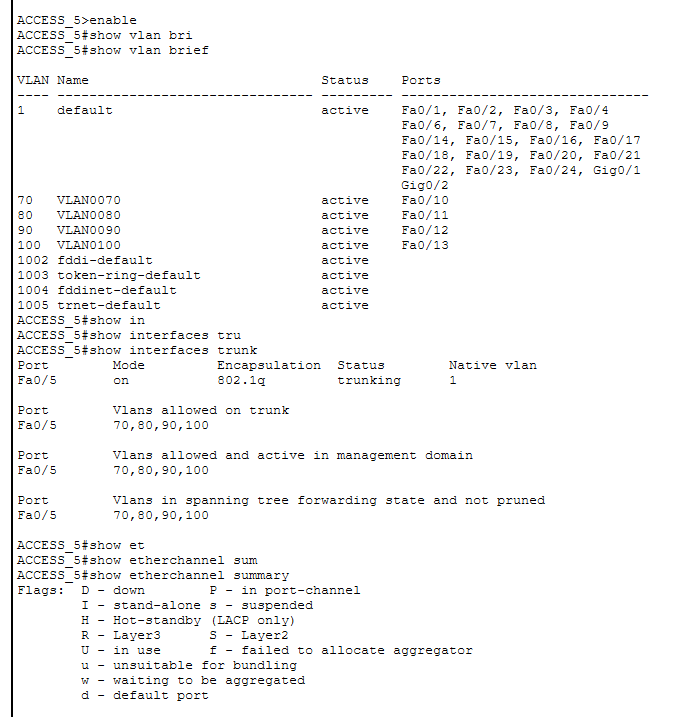 ACCESS_5>enable
ACCESS_5#show vlan bri
ACCESS_5#show vlan brief
VLAN Name Status Ports
---- -------------------------------- --------- -------------------------------
1 default active Fa0/1, Fa0/2, Fa0/3, Fa0/4
Fa0/6, Fa0/7, Fa0/8, Fa0/9
Fa0/14, Fa0/15, Fa0/16, Fa0/17
Fa0/18, Fa0/19, Fa0/20, Fa0/21
Fa0/22, Fa0/23, Fa0/24, Gig0/1
Gig0/2
70 VLAN0070 active Fa0/10
80 VLAN0080 active Fa0/11
90 VLAN0090 active Fa0/12
100 VLAN0100 active Fa0/13
1002 fddi-default active
1003 token-ring-default active
1004 fddinet-default active
1005 trnet-default active
ACCESS_5#show in
ACCESS_5#show interfaces tru
ACCESS_5#show interfaces trunk
Port Mode Encapsulation Status Native vlan
Fa0/5 on 802.1q trunking 1
Port Vlans allowed on trunk
Fa0/5 70,80,90,100
Port Vlans allowed and active in management domain
Fa0/5 70,80,90,100
Port Vlans in spanning tree forwarding state and not pruned
Fa0/5 70,80,90,100
ACCESS_5#show et
ACCESS_5#show etherchannel sum
ACCESS_5#show etherchannel summary
Flags: D - down P - in port-channel
I - stand-alone s - suspended
H - Hot-standby (LACP only)
R - Layer3 S - Layer2
U - in use f - failed to allocate aggregator
u - unsuitable for bundling
w - waiting to be aggregated
d - default port